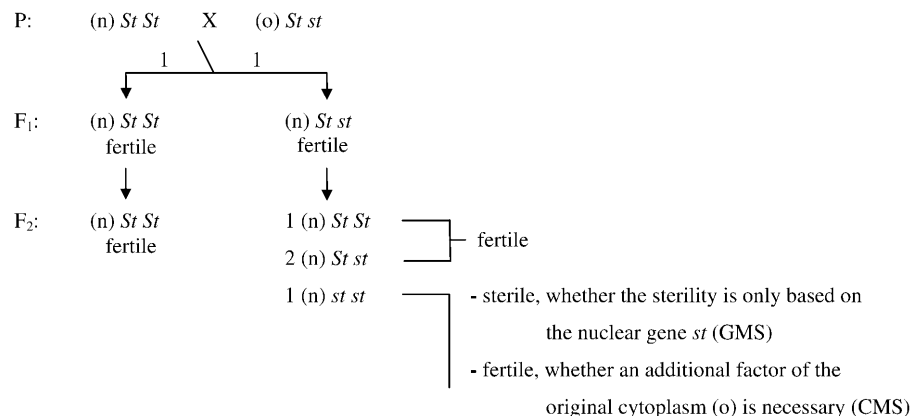 P: (n) St St X (o) St st
1 1
F1: (n) St St (n) St st
fertile fertile
F2: (n) St St 1 (n) St St
fertile
fertile
2 (n) St st
1 (n) st st - sterile, whether the sterility is only based on
the nuclear gene st (GMS)
- fertile, whether an additional factor of the
original cytoplasm (o) is necessary (CMS)